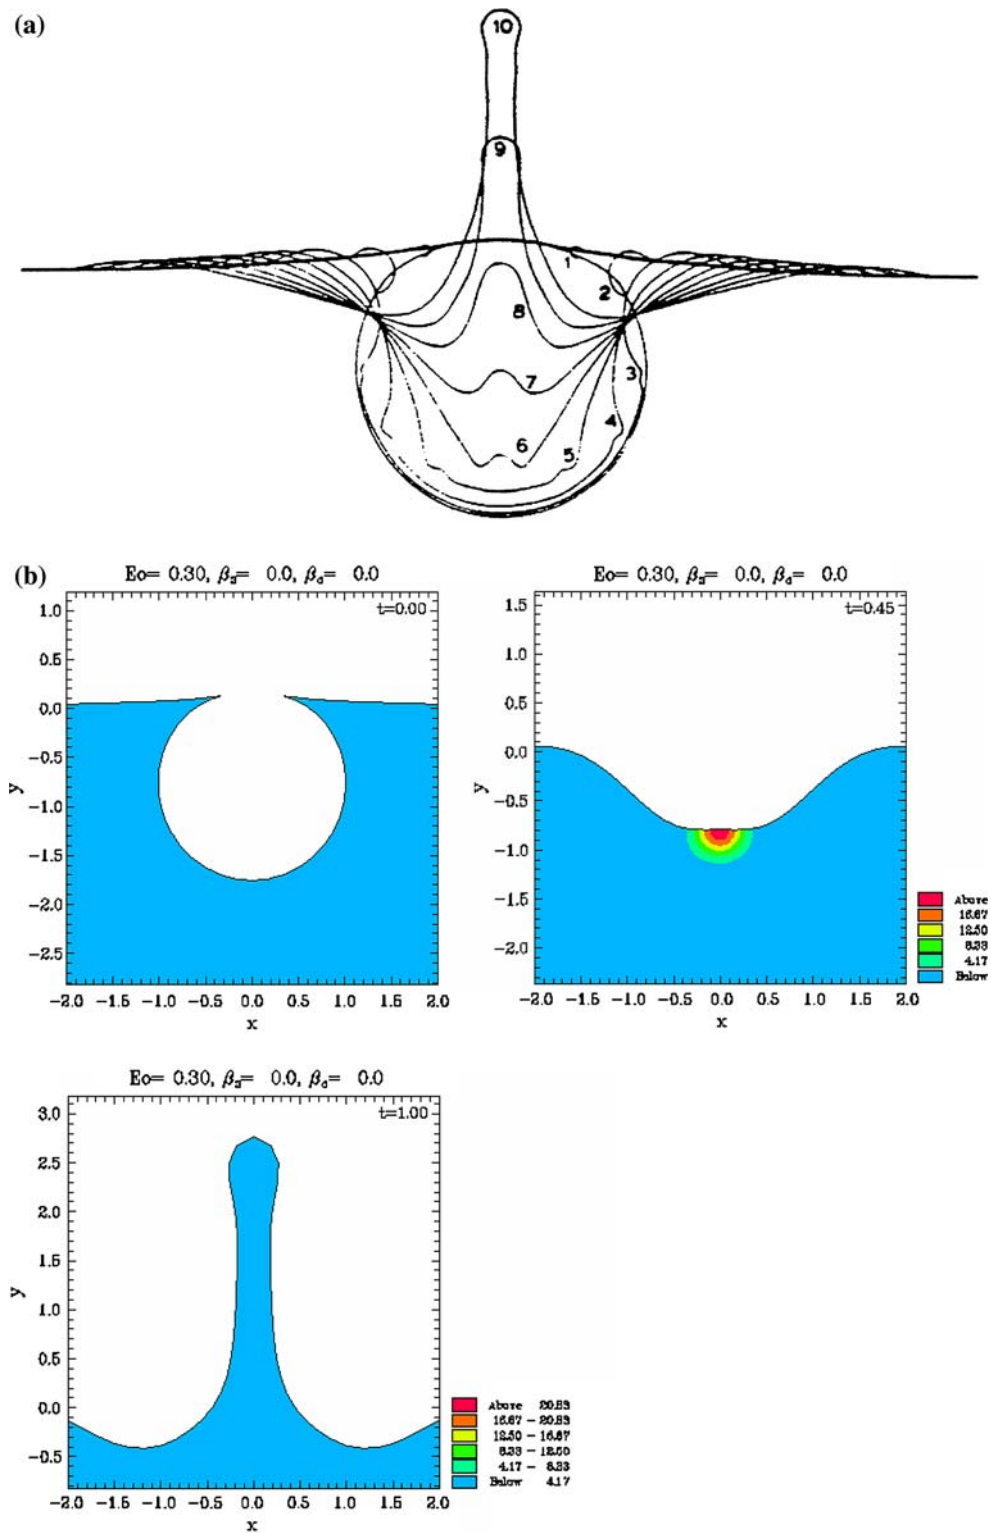 (a)
10
9
1
2
8
3
7
4
6
5
(b)
Eo= 0.30, βs= 0.0, βd= 0.0
t=0.00
1.0
0.5
0.0
−0.5
−1.0
−1.5
−2.0
−2.5
y
−2.0 −1.5 −1.0 −0.5 0.0 0.5 1.0 1.5 2.0
x
Eo= 0.30, βs= 0.0, βd= 0.0
t=0.45
1.5
1.0
0.5
0.0
−0.5
−1.0
−1.5
−2.0
y
−2.0 −1.5 −1.0 −0.5 0.0 0.5 1.0 1.5 2.0
x
Above
16.67
12.50
8.33
4.17
Below
Eo= 0.30, βs= 0.0, βd= 0.0
t=1.00
3.0
2.5
2.0
1.5
1.0
0.5
0.0
−0.5
y
−2.0 −1.5 −1.0 −0.5 0.0 0.5 1.0 1.5 2.0
x
Above 20.83
16.67 − 20.83
12.50 − 16.67
8.33 − 12.50
4.17 − 8.33
Below 4.17